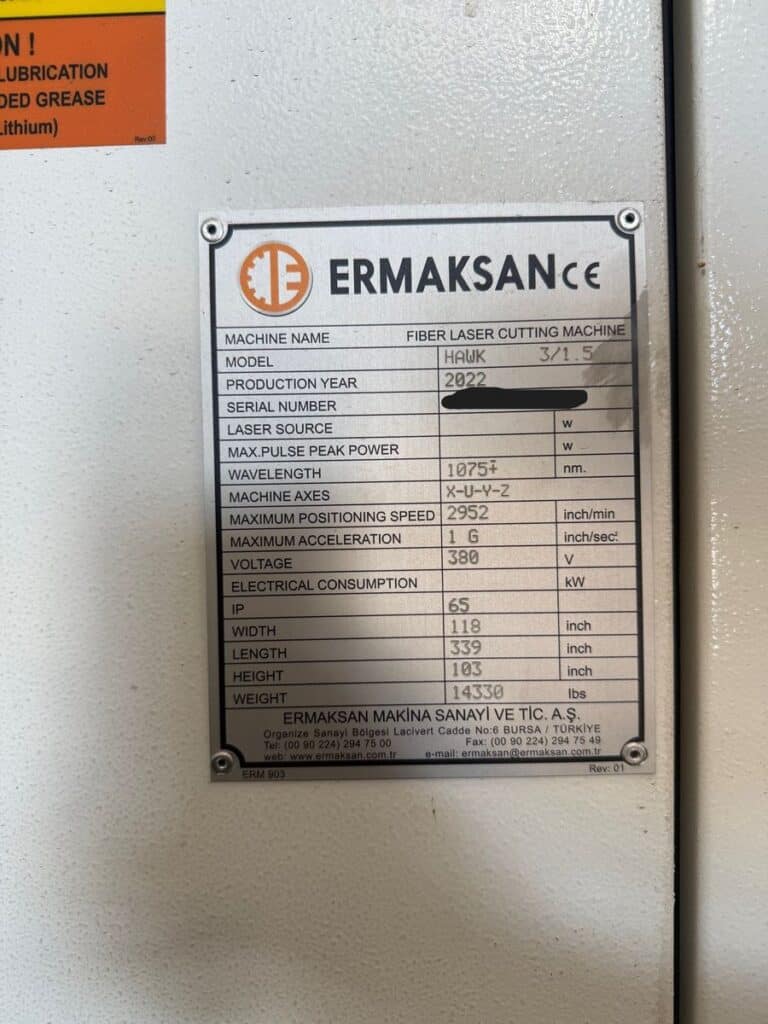 ON !
LUBRICATION
DED GREASE
Lithium)
Rev:00
ERMAKSAN CE
MACHINE NAME FIBER LASER CUTTING MACHINE
MODEL HAWK 3/1.5
PRODUCTION YEAR 2022
SERIAL NUMBER
LASER SOURCE w
MAX.PULSE PEAK POWER w
WAVELENGTH 1075∓ nm.
MACHINE AXES X-U-Y-Z
MAXIMUM POSITIONING SPEED 2952 inch/min
MAXIMUM ACCELERATION 1 G inch/sec²
VOLTAGE 380 V
ELECTRICAL CONSUMPTION kW
IP 65
WIDTH 118 inch
LENGTH 339 inch
HEIGHT 103 inch
WEIGHT 14330 lbs
ERMAKSAN MAKİNA SANAYİ VE TİC. A.Ş.
Organize Sanayi Bölgesi Lacivert Cadde No:6 BURSA / TÜRKİYE
Tel: (00 90 224) 294 75 00 Fax: (00 90 224) 294 75 49
web: www.ermaksan.com.tr e-mail: ermaksan@ermaksan.com.tr
ERM 903 Rev: 01